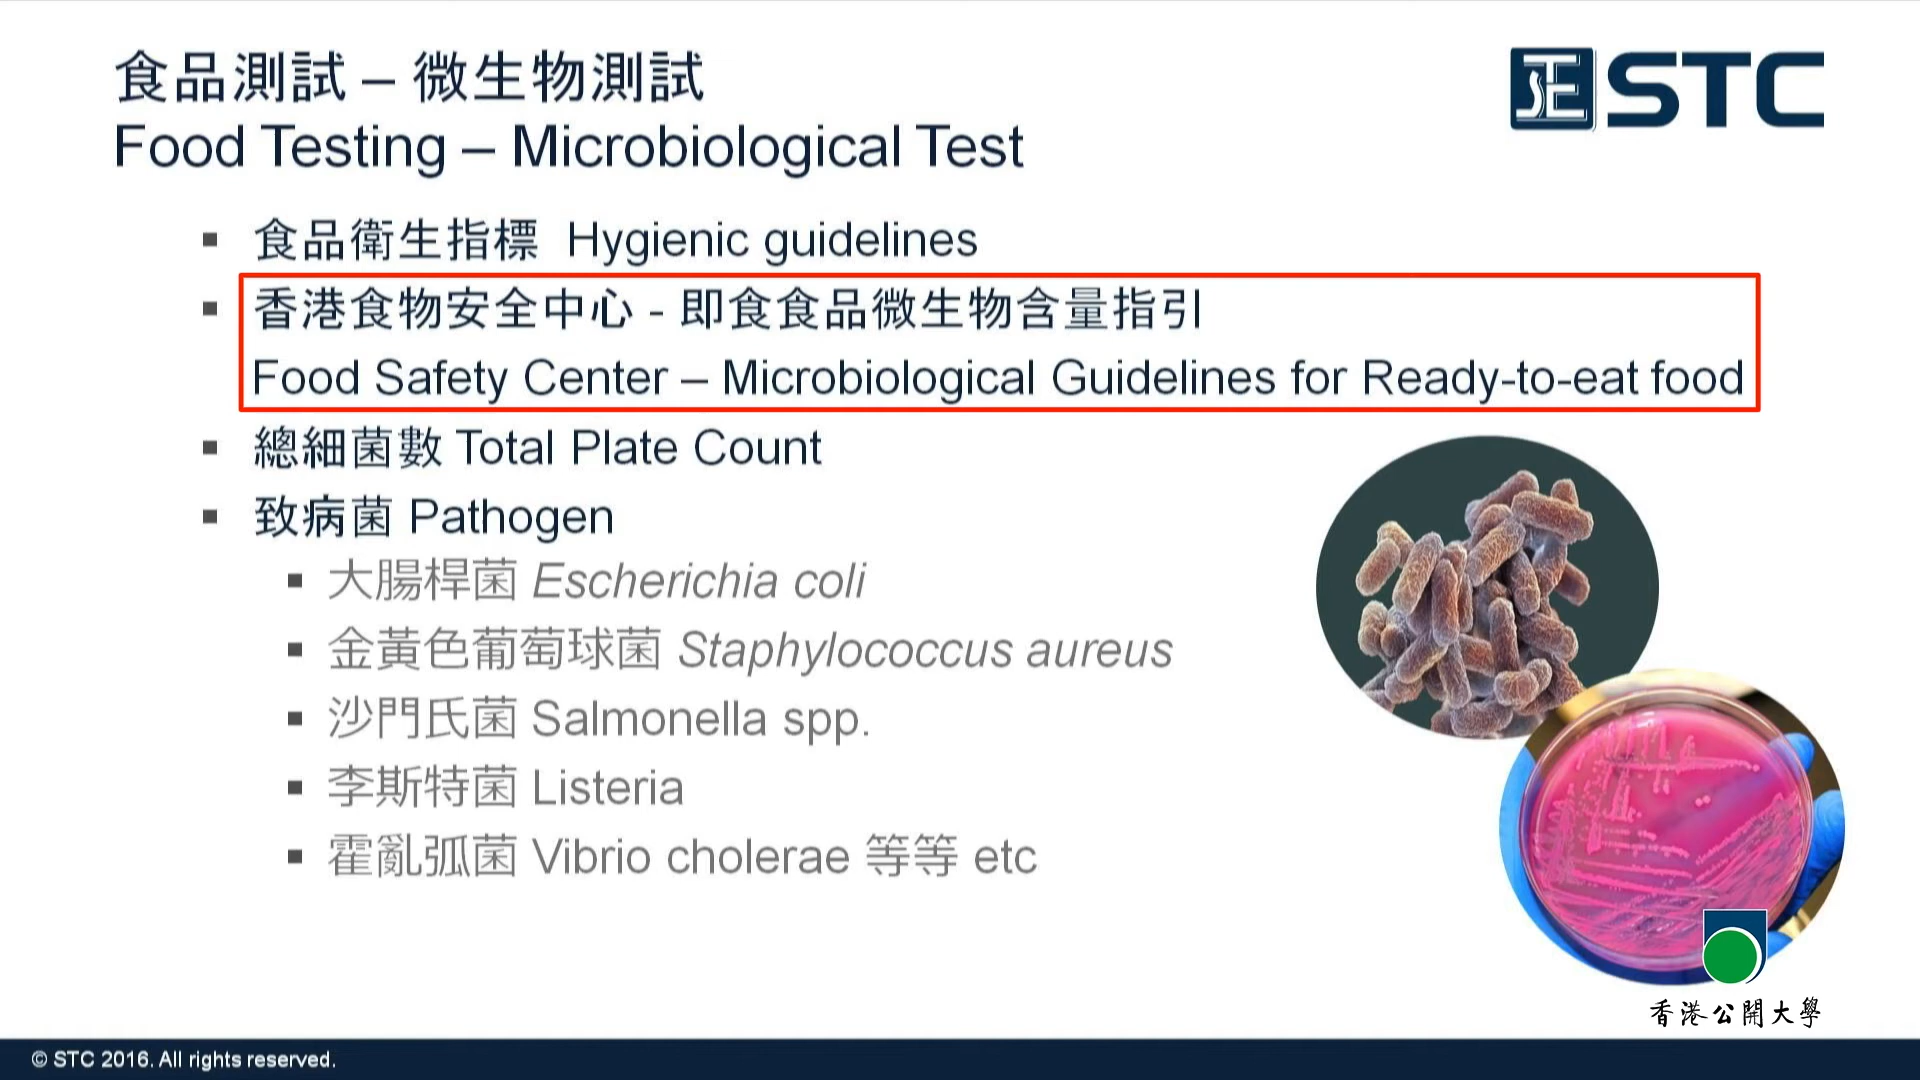 食品測試 – 微生物測試
Food Testing – Microbiological Test
STC
▪ 食品衛生指標 Hygienic guidelines
▪ 香港食物安全中心 - 即食食品微生物含量指引
Food Safety Center – Microbiological Guidelines for Ready-to-eat food
▪ 總細菌數 Total Plate Count
▪ 致病菌 Pathogen
▪ 大腸桿菌 Escherichia coli
▪ 金黃色葡萄球菌 Staphylococcus aureus
▪ 沙門氏菌 Salmonella spp.
▪ 李斯特菌 Listeria
▪ 霍亂弧菌 Vibrio cholerae 等等 etc
香港公開大學
© STC 2016. All rights reserved.